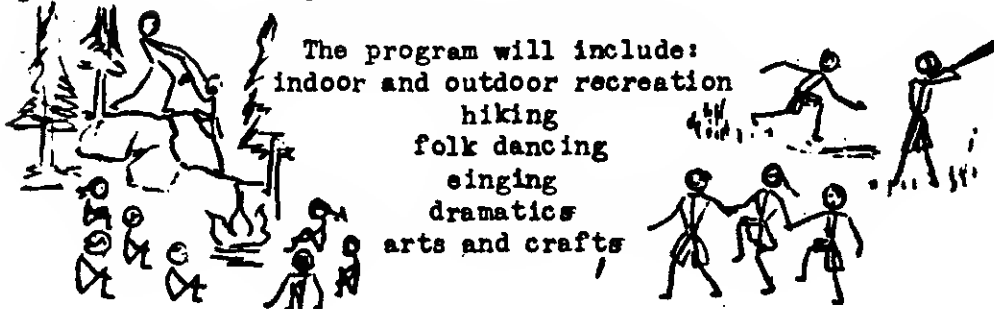 The program will include:
indoor and outdoor recreation
hiking
folk dancing
singing
dramatics
arts and crafts